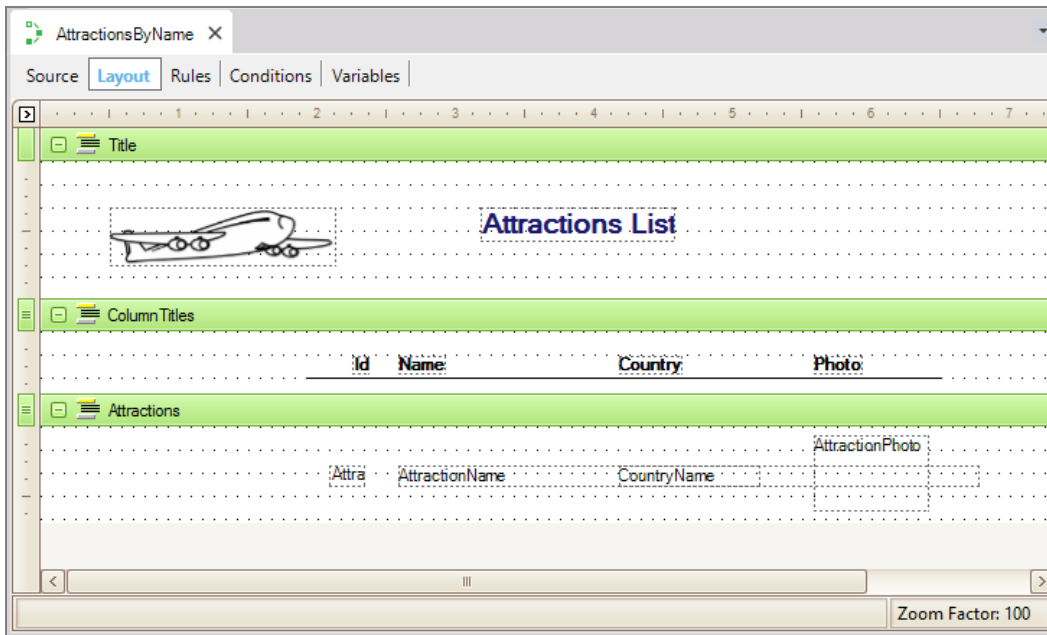 AttractionsByName
Source Layout Rules Conditions Variables
1 2 3 4 5 6 7
Title
Attractions List
ColumnTitles
Id Name Country Photo
Attractions
AttractionPhoto
Attra AttractionName CountryName
Zoom Factor: 100